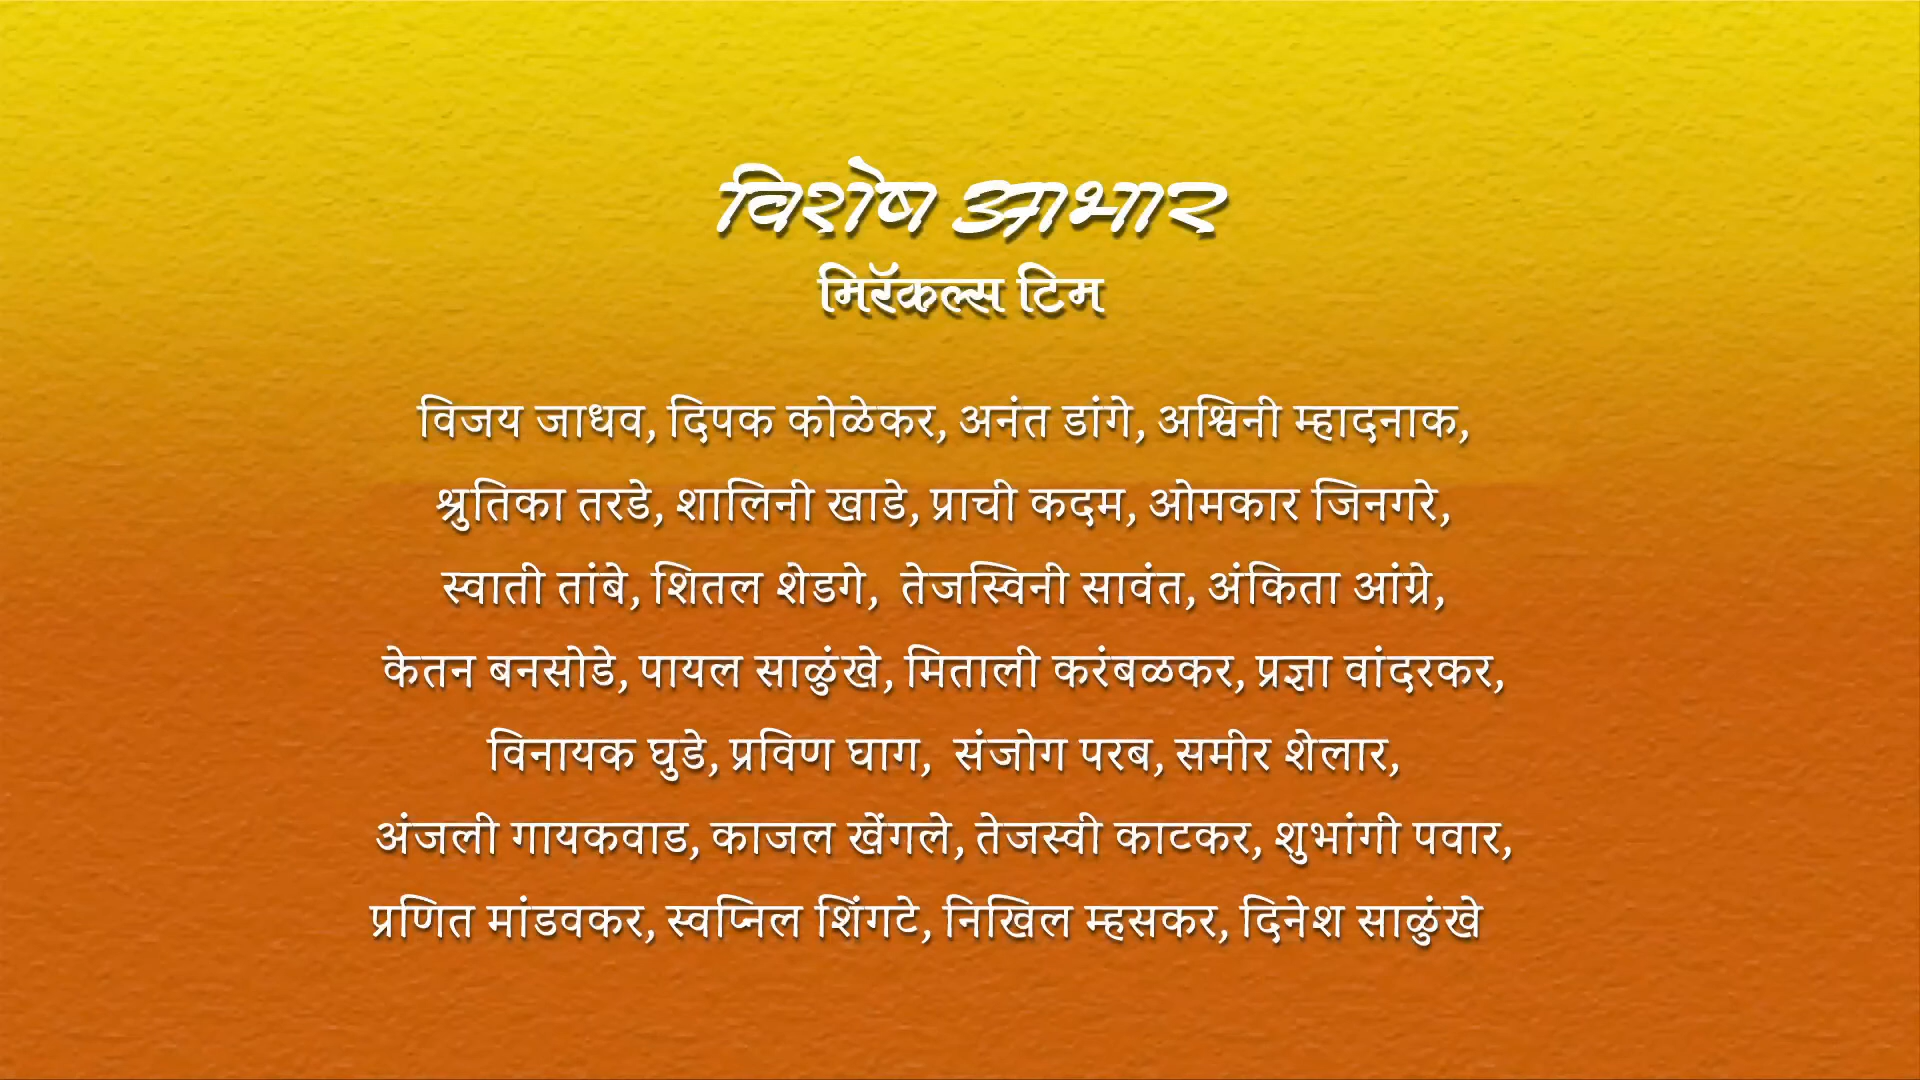 विशेष आभार
मिरॅकल्स टिम
विजय जाधव, दिपक कोळेकर, अनंत डांगे, अश्विनी म्हादनाक,
श्रुतिका तरडे, शालिनी खाडे, प्राची कदम, ओमकार जिनगरे,
स्वाती तांबे, शितल शेडगे, तेजस्विनी सावंत, अंकिता आंग्रे,
केतन बनसोडे, पायल साळुंखे, मिताली करंबळकर, प्रज्ञा वांदरकर,
विनायक घुडे, प्रविण घाग, संजोग परब, समीर शेलार,
अंजली गायकवाड, काजल खेंगले, तेजस्वी काटकर, शुभांगी पवार,
प्रणित मांडवकर, स्वप्निल शिंगटे, निखिल म्हसकर, दिनेश साळुंखे